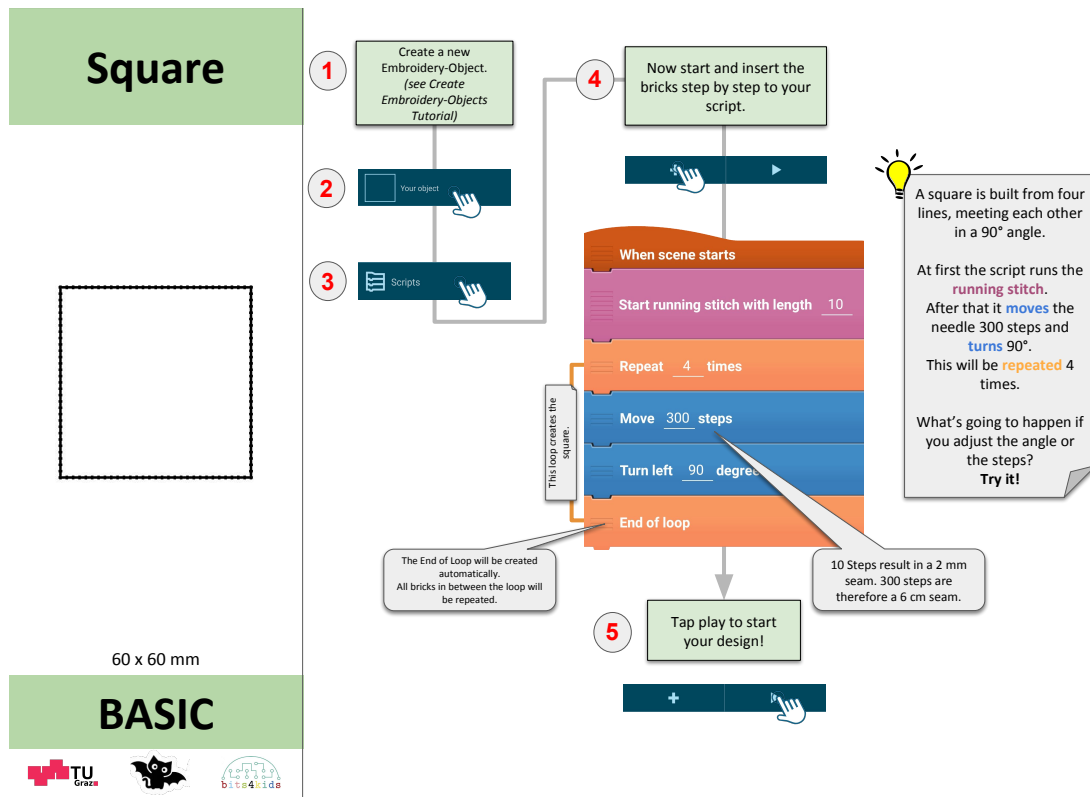 Square
60 x 60 mm
BASIC
TU
Graz
bits4kids
1
Create a new
Embroidery-Object.
(see Create
Embroidery-Objects
Tutorial)
2
Your object
3
Scripts
4
Now start and insert the
bricks step by step to your
script.
When scene starts
Start running stitch with length 10
Repeat 4 times
Move 300 steps
Turn left 90 degree
End of loop
This loop creates the
square.
The End of Loop will be created
automatically.
All bricks in between the loop will
be repeated.
10 Steps result in a 2 mm
seam. 300 steps are
therefore a 6 cm seam.
5
Tap play to start
your design!
A square is built from four
lines, meeting each other
in a 90° angle.
At first the script runs the
running stitch.
After that it moves the
needle 300 steps and
turns 90°.
This will be repeated 4
times.
What's going to happen if
you adjust the angle or
the steps?
Try it!